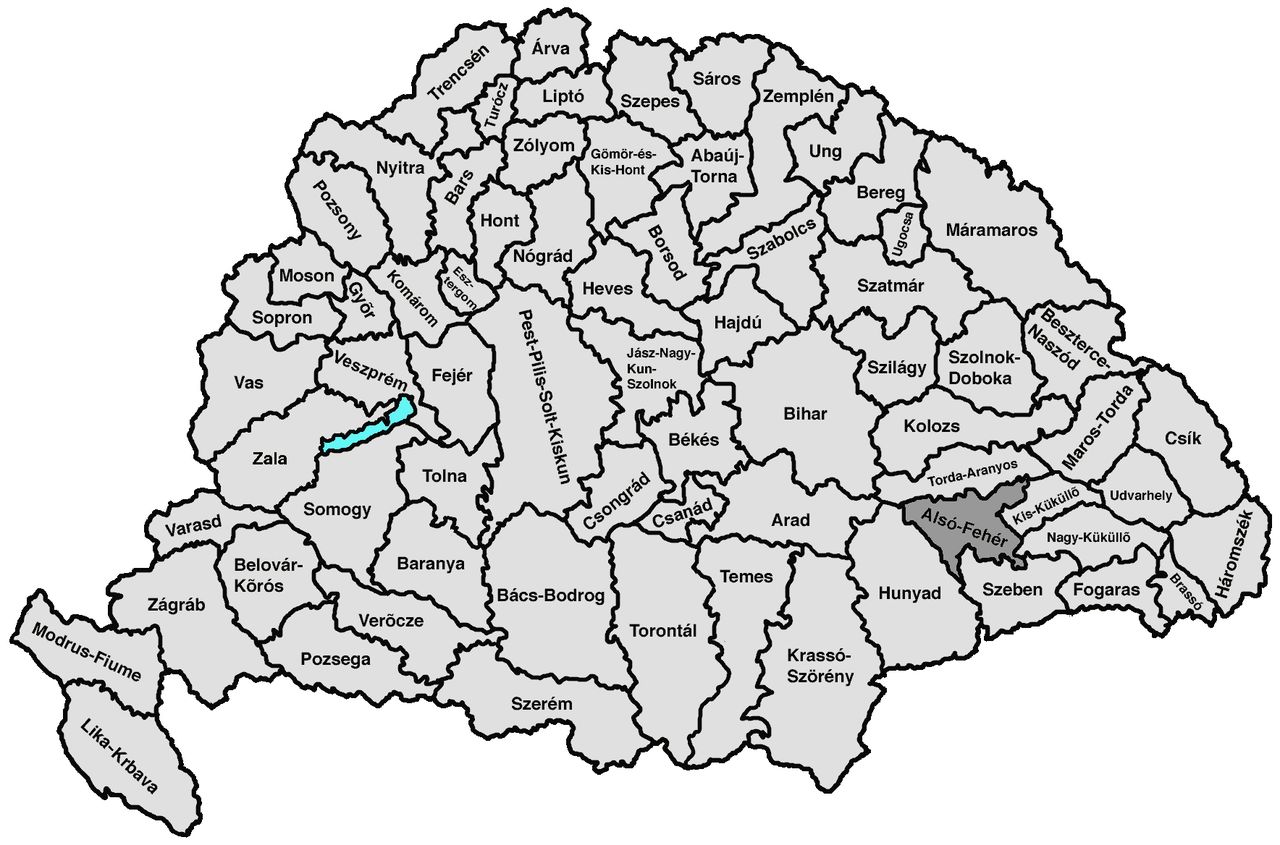 Árva
Trencsén
Turócz
Liptó
Szepes
Sáros
Zemplén
Nyitra
Bars
Zólyom
Gömör-és-
Kis-Hont
Abaúj-
Torna
Ung
Bereg
Ugocsa
Máramaros
Pozsony
Hont
Nógrád
Borsod
Szabolcs
Moson
Győr
Komárom
Esz-
tergom
Heves
Szatmár
Sopron
Hajdú
Beszterce-
Naszód
Vas
Veszprém
Fejér
Pest-Pilis-Solt-Kiskun
Jász-Nagy-
Kun-
Szolnok
Szilágy
Szolnok-
Doboka
Bihar
Kolozs
Maros-Torda
Csík
Zala
Tolna
Békés
Torda-Aranyos
Somogy
Csongrád
Csanád
Arad
Alsó-Fehér
Kis-Küküllõ
Udvarhely
Varasd
Nagy-Küküllõ
Háromszék
Belovár-
Kõrós
Baranya
Bács-Bodrog
Temes
Hunyad
Szeben
Fogaras
Brassó
Zágráb
Verõcze
Torontál
Modrus-Fiume
Pozsega
Krassó-
Szörény
Szerém
Lika-Krbava